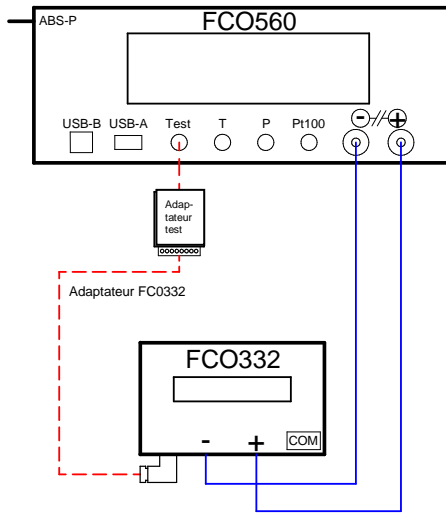 ABS-P
FCO560
USB-B USB-A Test T P Pt100
- +
Adap-
tateur
test
Adaptateur FC0332
FCO332
- +
COM